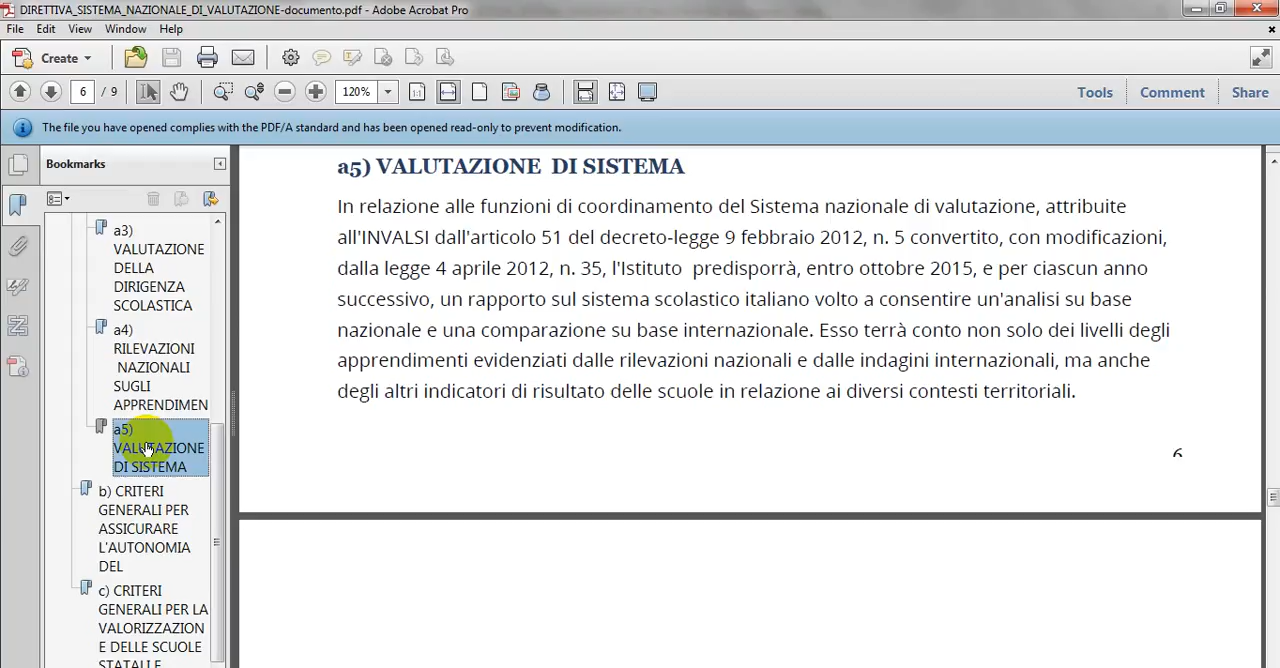 DIRETTIVA_SISTEMA_NAZIONALE_DI_VALUTAZIONE-documento.pdf - Adobe Acrobat Pro
File Edit View Window Help
Create
6 / 9 120% Tools Comment Share
The file you have opened complies with the PDF/A standard and has been opened read-only to prevent modification.
Bookmarks
a3)
VALUTAZIONE
DELLA
DIRIGENZA
SCOLASTICA
a4)
RILEVAZIONI
NAZIONALI
SUGLI
APPRENDIMEN
a5)
VALUTAZIONE
DI SISTEMA
b) CRITERI
GENERALI PER
ASSICURARE
L'AUTONOMIA
DEL
c) CRITERI
GENERALI PER LA
VALORIZZAZION
E DELLE SCUOLE
STATALI E
a5) VALUTAZIONE DI SISTEMA
In relazione alle funzioni di coordinamento del Sistema nazionale di valutazione, attribuite
all'INVALSI dall'articolo 51 del decreto-legge 9 febbraio 2012, n. 5 convertito, con modificazioni,
dalla legge 4 aprile 2012, n. 35, l'Istituto predisporrà, entro ottobre 2015, e per ciascun anno
successivo, un rapporto sul sistema scolastico italiano volto a consentire un'analisi su base
nazionale e una comparazione su base internazionale. Esso terrà conto non solo dei livelli degli
apprendimenti evidenziati dalle rilevazioni nazionali e dalle indagini internazionali, ma anche
degli altri indicatori di risultato delle scuole in relazione ai diversi contesti territoriali.
6